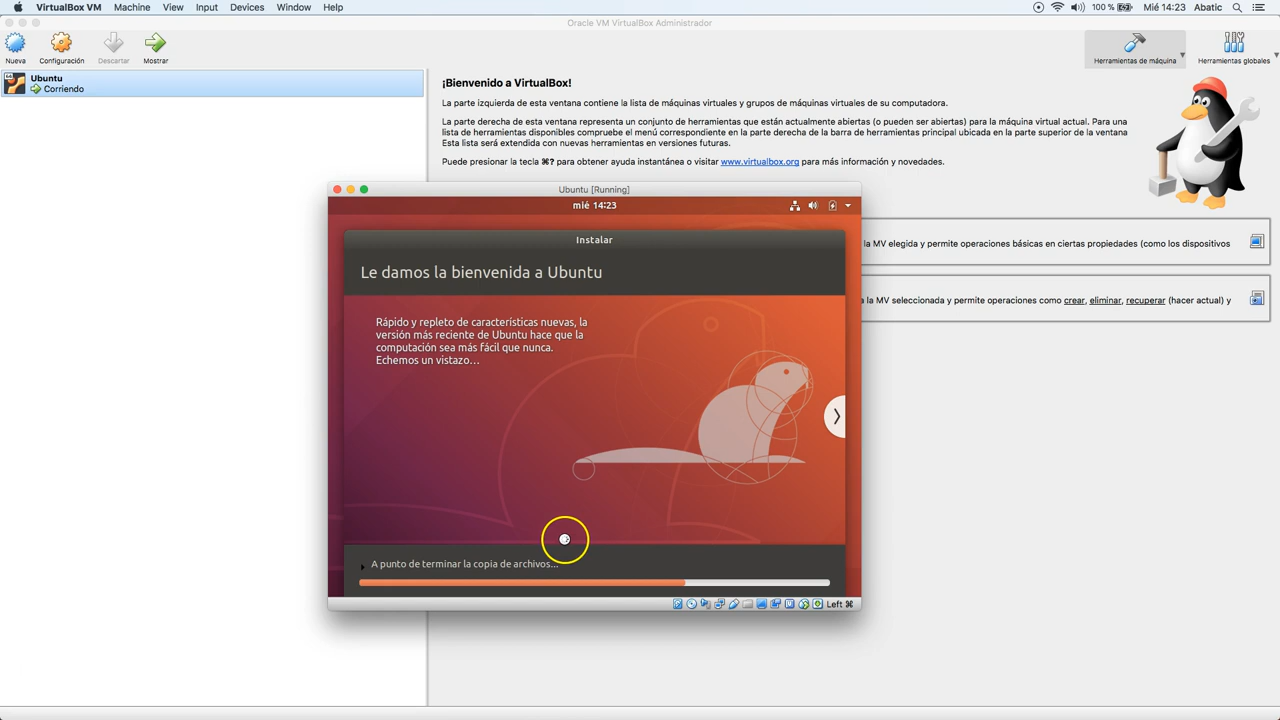 VirtualBox VM Machine View Input Devices Window Help 100 % Mié 14:23 Abatic
Oracle VM VirtualBox Administrador
Nueva Configuración Descartar Mostrar Herramientas de máquina Herramientas globales
Ubuntu
Corriendo
¡Bienvenido a VirtualBox!
La parte izquierda de esta ventana contiene la lista de máquinas virtuales y grupos de máquinas virtuales de su computadora.
La parte derecha de esta ventana representa un conjunto de herramientas que están actualmente abiertas (o pueden ser abiertas) para la máquina virtual actual. Para una
lista de herramientas disponibles compruebe el menú correspondiente en la parte derecha de la barra de herramientas principal ubicada en la parte superior de la ventana
Esta lista será extendida con nuevas herramientas en versiones futuras.
Puede presionar la tecla ⌘? para obtener ayuda instantánea o visitar www.virtualbox.org para más información y novedades.
Ubuntu [Running]
mié 14:23
Instalar
Le damos la bienvenida a Ubuntu
la MV elegida y permite operaciones básicas en ciertas propiedades (como los dispositivos
a la MV seleccionada y permite operaciones como crear, eliminar, recuperar (hacer actual) y
Rápido y repleto de características nuevas, la
versión más reciente de Ubuntu hace que la
computación sea más fácil que nunca.
Echemos un vistazo…
A punto de terminar la copia de archivos…
Left ⌘